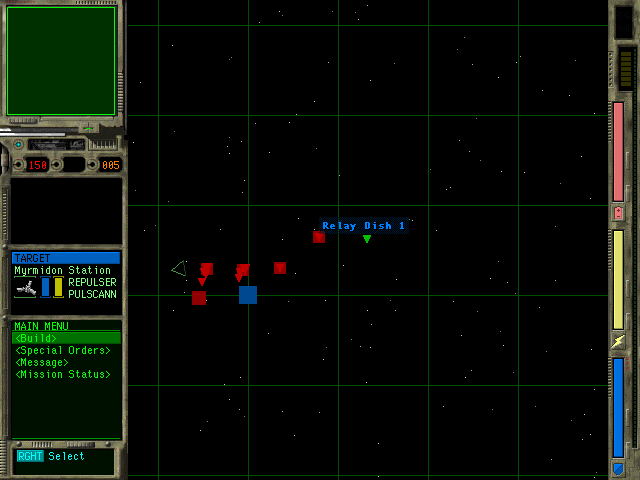 150
005
TARGET
Myrmidon Station
REPULSER
PULSCANN
MAIN MENU
<Build>
<Special Orders>
<Message>
<Mission Status>
RGHT Select
Relay Dish 1